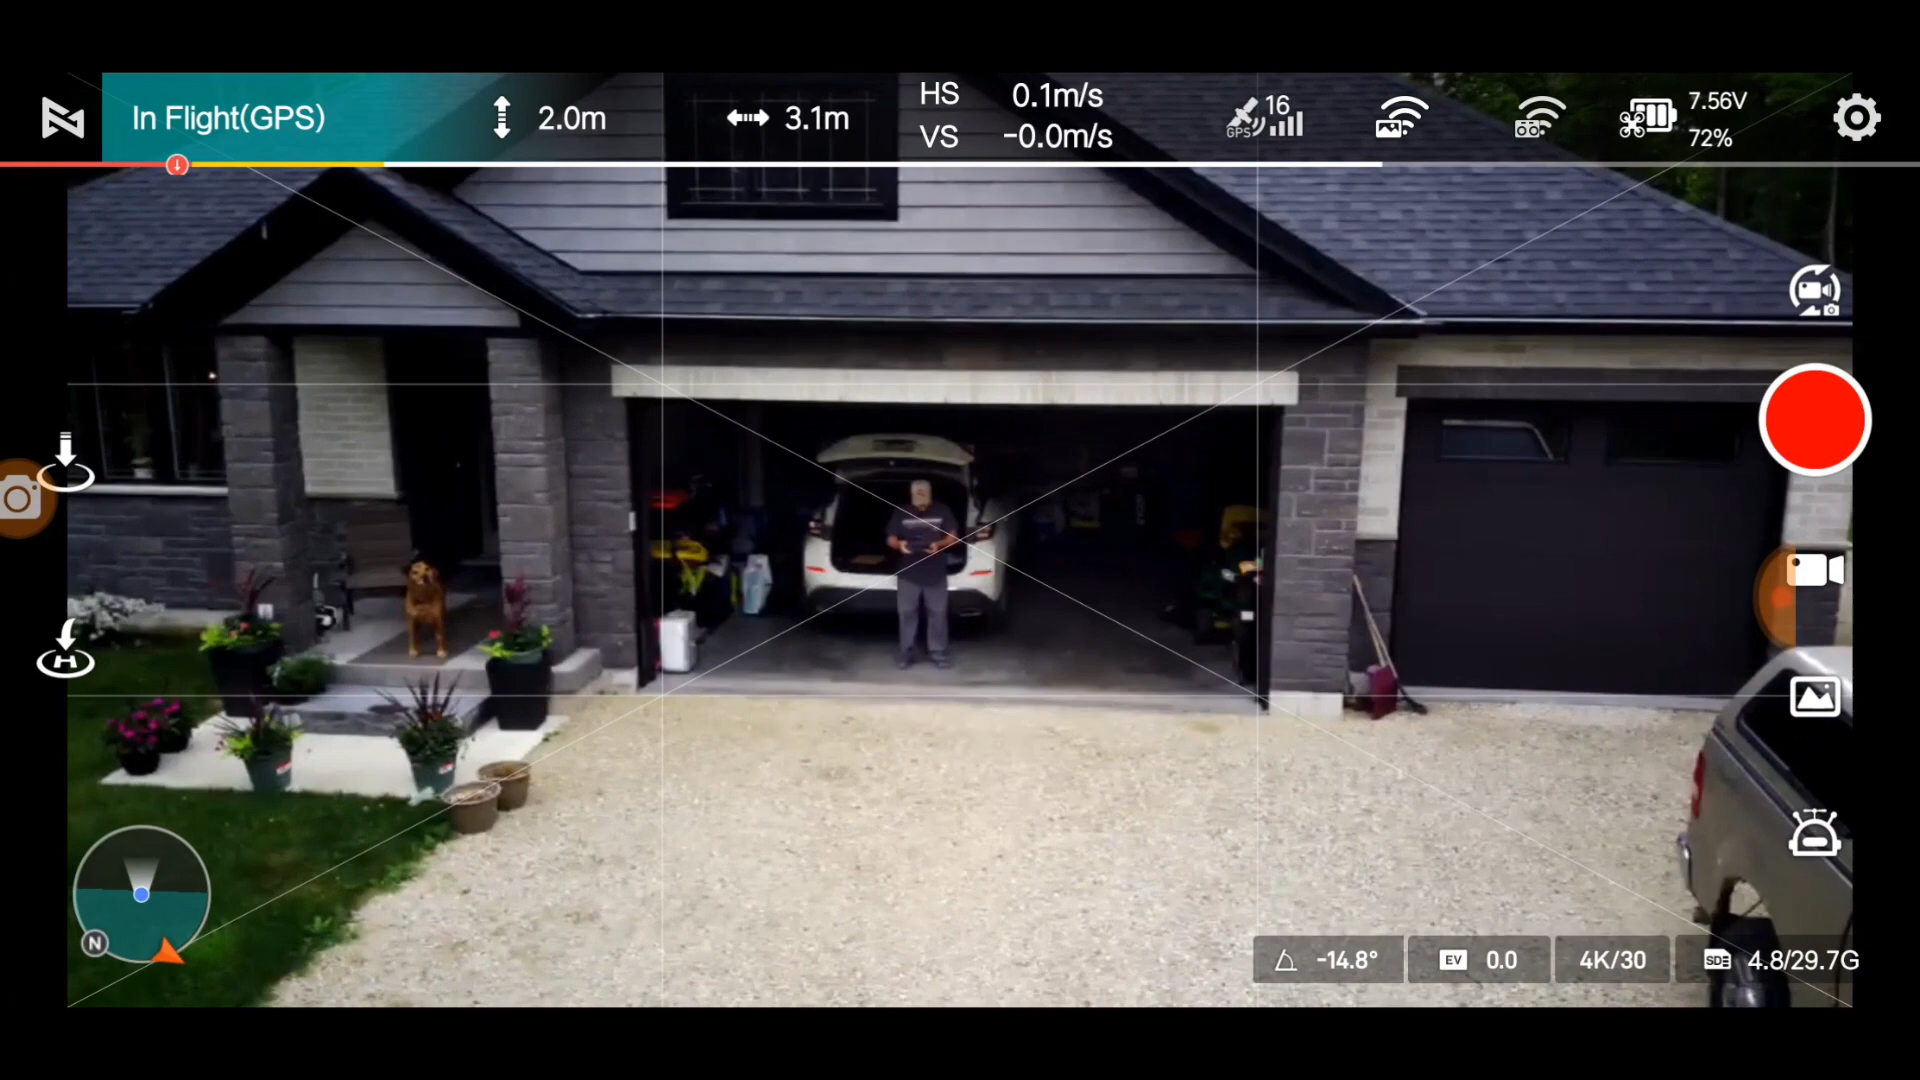 In Flight(GPS)
2.0m
3.1m
HS 0.1m/s
VS -0.0m/s
GPS
16
7.56V
72%
N
-14.8°
EV 0.0
4K/30
SD 4.8/29.7G
H